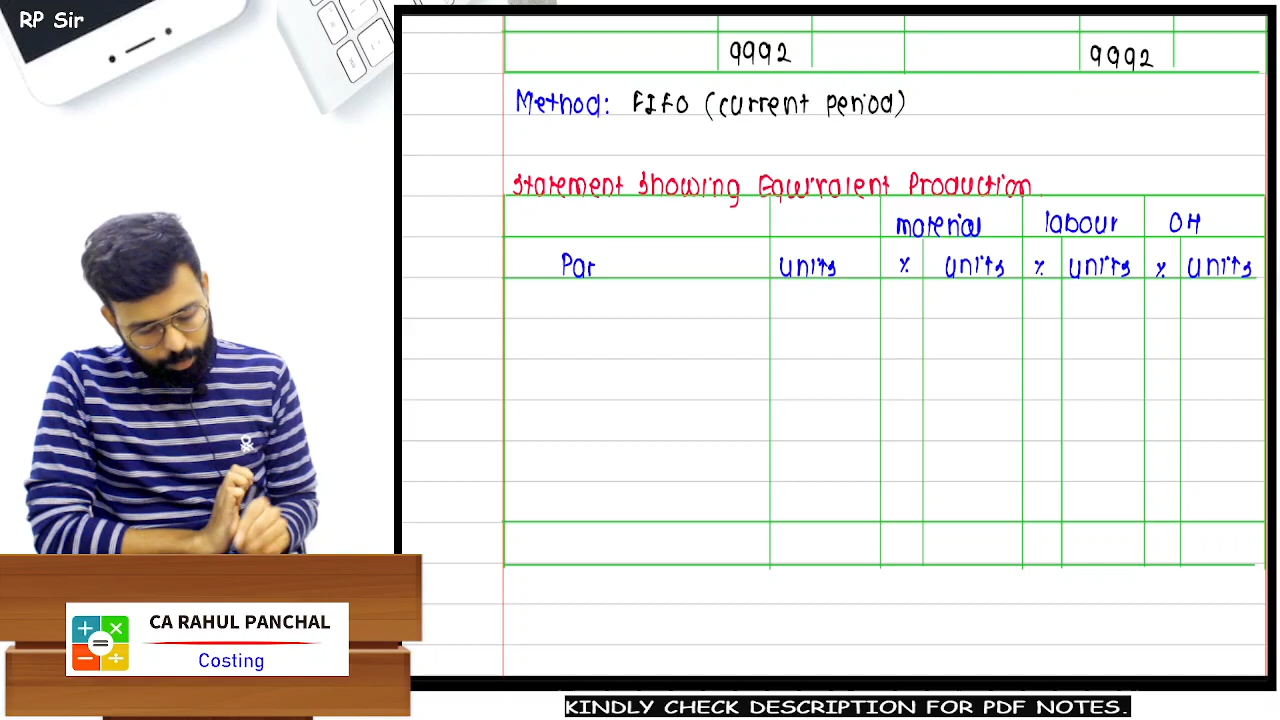 RP Sir
9992 9992
Method: FIFO (current period)
Statement Showing Equivalent Production.
material labour OH
Par units % units % units % units
CA RAHUL PANCHAL
Costing
KINDLY CHECK DESCRIPTION FOR PDF NOTES.